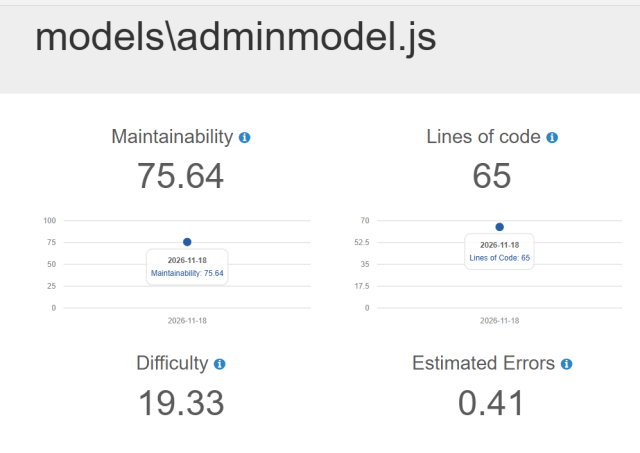 models\adminmodel.js
Maintainability
75.64
100
75
50
25
0
2026-11-18
Maintainability: 75.64
2026-11-18
Lines of code
65
70
52.5
35
17.5
0
2026-11-18
Lines of Code: 65
2026-11-18
Difficulty
19.33
Estimated Errors
0.41